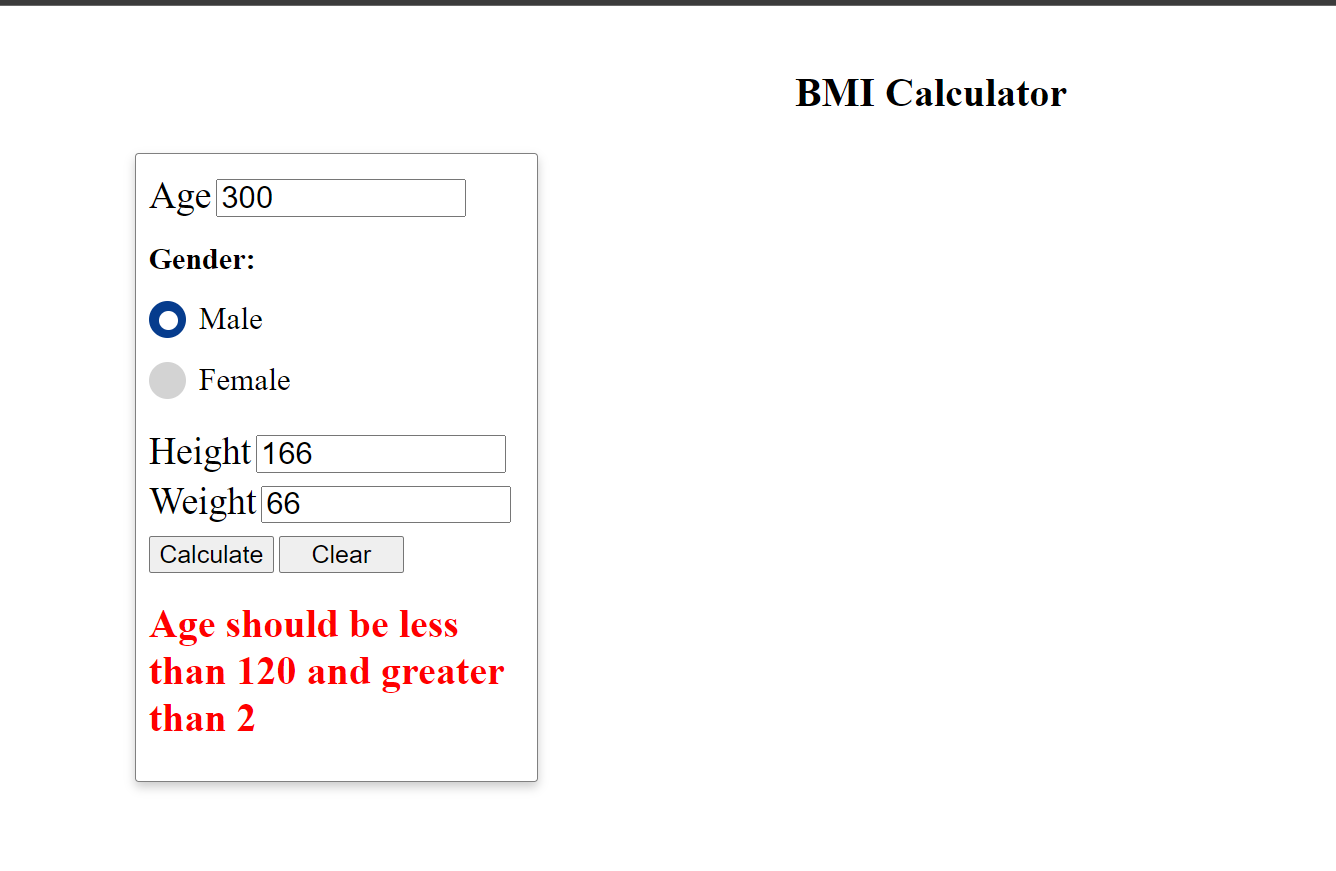 BMI Calculator
Age 300
Gender:
Male
Female
Height 166
Weight 66
Calculate Clear
Age should be less
than 120 and greater
than 2